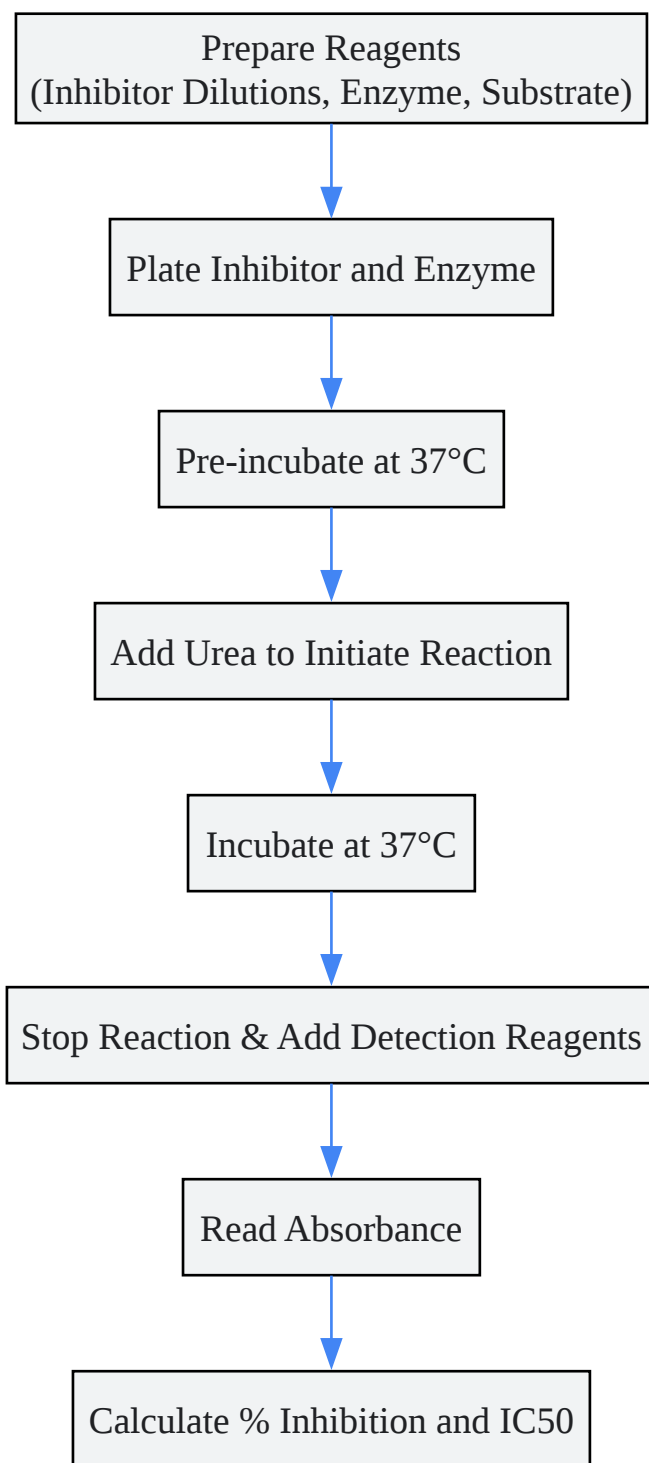 Prepare Reagents
(Inhibitor Dilutions, Enzyme, Substrate)
Plate Inhibitor and Enzyme
Pre-incubate at 37°C
Add Urea to Initiate Reaction
Incubate at 37°C
Stop Reaction & Add Detection Reagents
Read Absorbance
Calculate % Inhibition and IC50